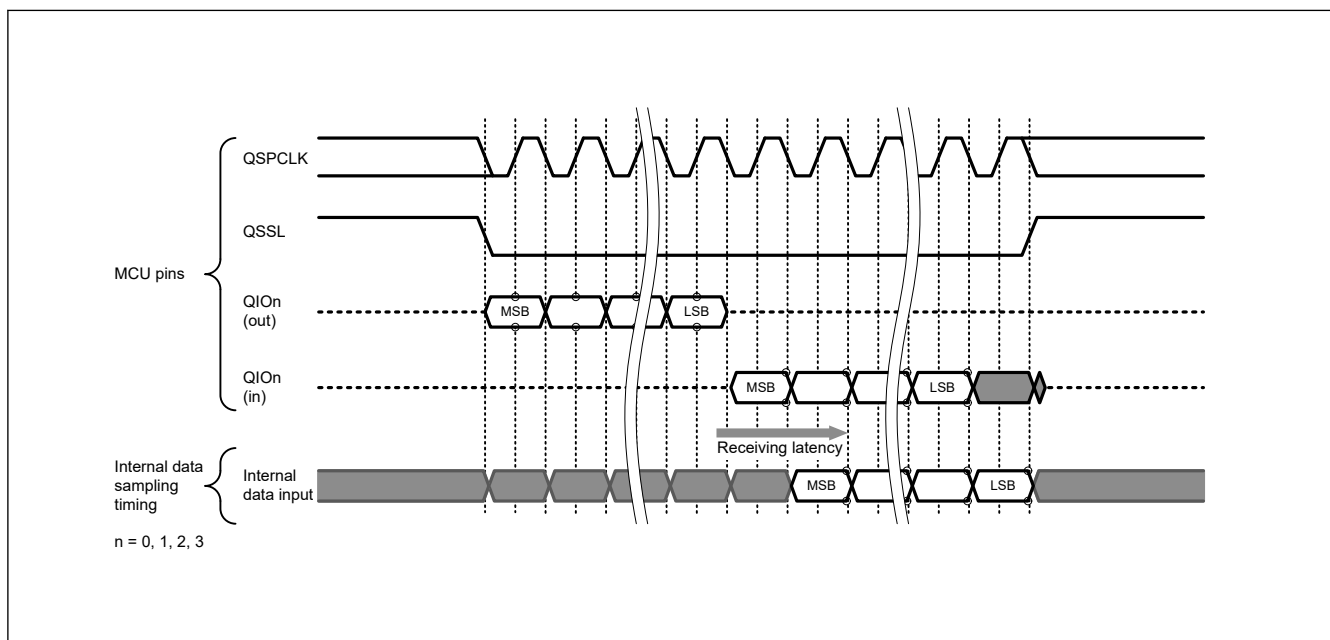 QSPCLK
QSSL
MCU pins
QIOn
(out)
MSB
LSB
QIOn
(in)
MSB
LSB
Receiving latency
Internal data
sampling
timing
Internal
data input
MSB
LSB
n = 0, 1, 2, 3